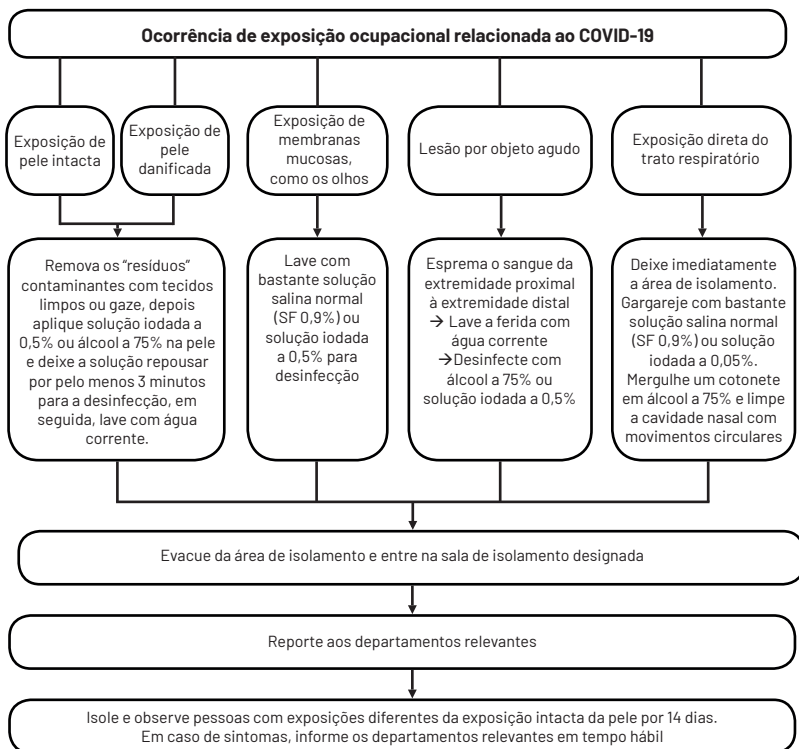 Ocorrência de exposição ocupacional relacionada ao COVID-19
Exposição de
pele intacta
Exposição de
pele
danificada
Exposição de
membranas
mucosas,
como os olhos
Lesão por objeto agudo
Exposição direta do
trato respiratório
Remova os “resíduos”
contaminantes com tecidos
limpos ou gaze, depois
aplique solução iodada a
0,5% ou álcool a 75% na pele
e deixe a solução repousar
por pelo menos 3 minutos
para a desinfecção, em
seguida, lave com água
corrente.
Lave com
bastante solução
salina normal
(SF 0,9%) ou
solução iodada
a 0,5% para
desinfecção
Esprema o sangue da
extremidade proximal
à extremidade distal
→ Lave a ferida com
água corrente
→Desinfecte com
álcool a 75% ou
solução iodada a 0,5%
Deixe imediatamente
a área de isolamento.
Gargareje com bastante
solução salina normal
(SF 0,9%) ou solução
iodada a 0,05%.
Mergulhe um cotonete
em álcool a 75% e limpe
a cavidade nasal com
movimentos circulares
Evacue da área de isolamento e entre na sala de isolamento designada
Reporte aos departamentos relevantes
Isole e observe pessoas com exposições diferentes da exposição intacta da pele por 14 dias.
Em caso de sintomas, informe os departamentos relevantes em tempo hábil